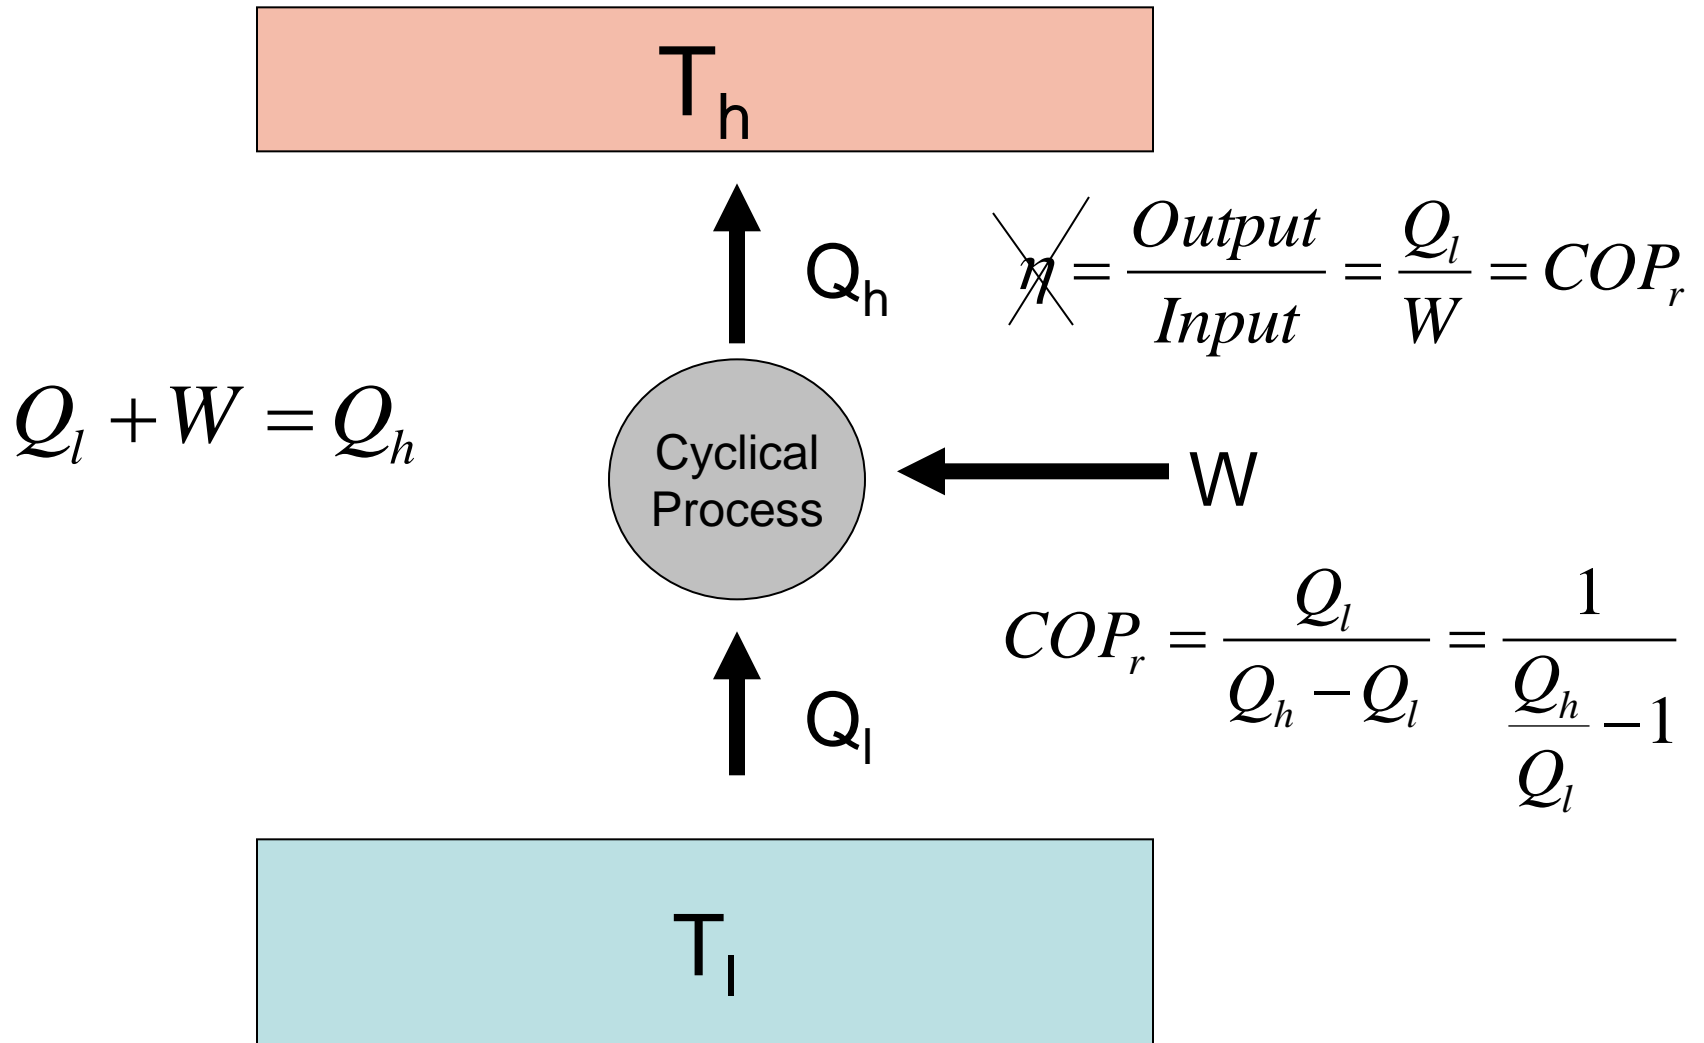 T_h
Q_h
η = Output / Input = Q_l / W = COP_r
Q_l + W = Q_h
Cyclical
Process
W
COP_r = Q_l / (Q_h − Q_l) = 1 / (Q_h / Q_l − 1)
Q_l
T_l